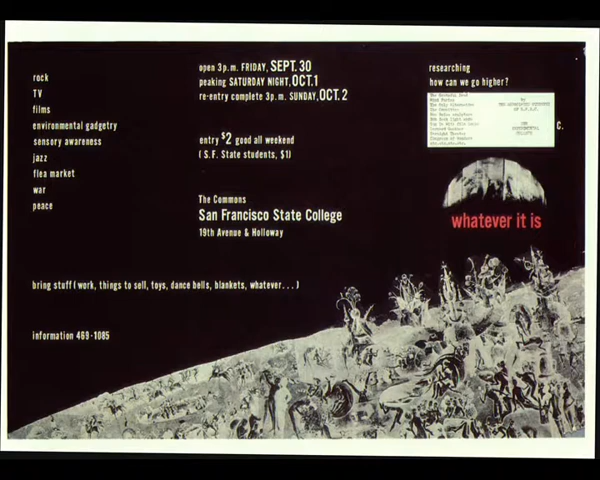 rock
TV
films
environmental gadgetry
sensory awareness
jazz
flea market
war
peace
open 3 p.m. FRIDAY, SEPT. 30
peaking SATURDAY NIGHT, OCT. 1
re-entry complete 3 p.m. SUNDAY, OCT. 2
entry $2 good all weekend
(S.F. State students, $1)
The Commons
San Francisco State College
19th Avenue & Holloway
bring stuff (work, things to sell, toys, dance bells, blankets, whatever...)
information 469-1085
researching
how can we go higher?
C.
whatever it is